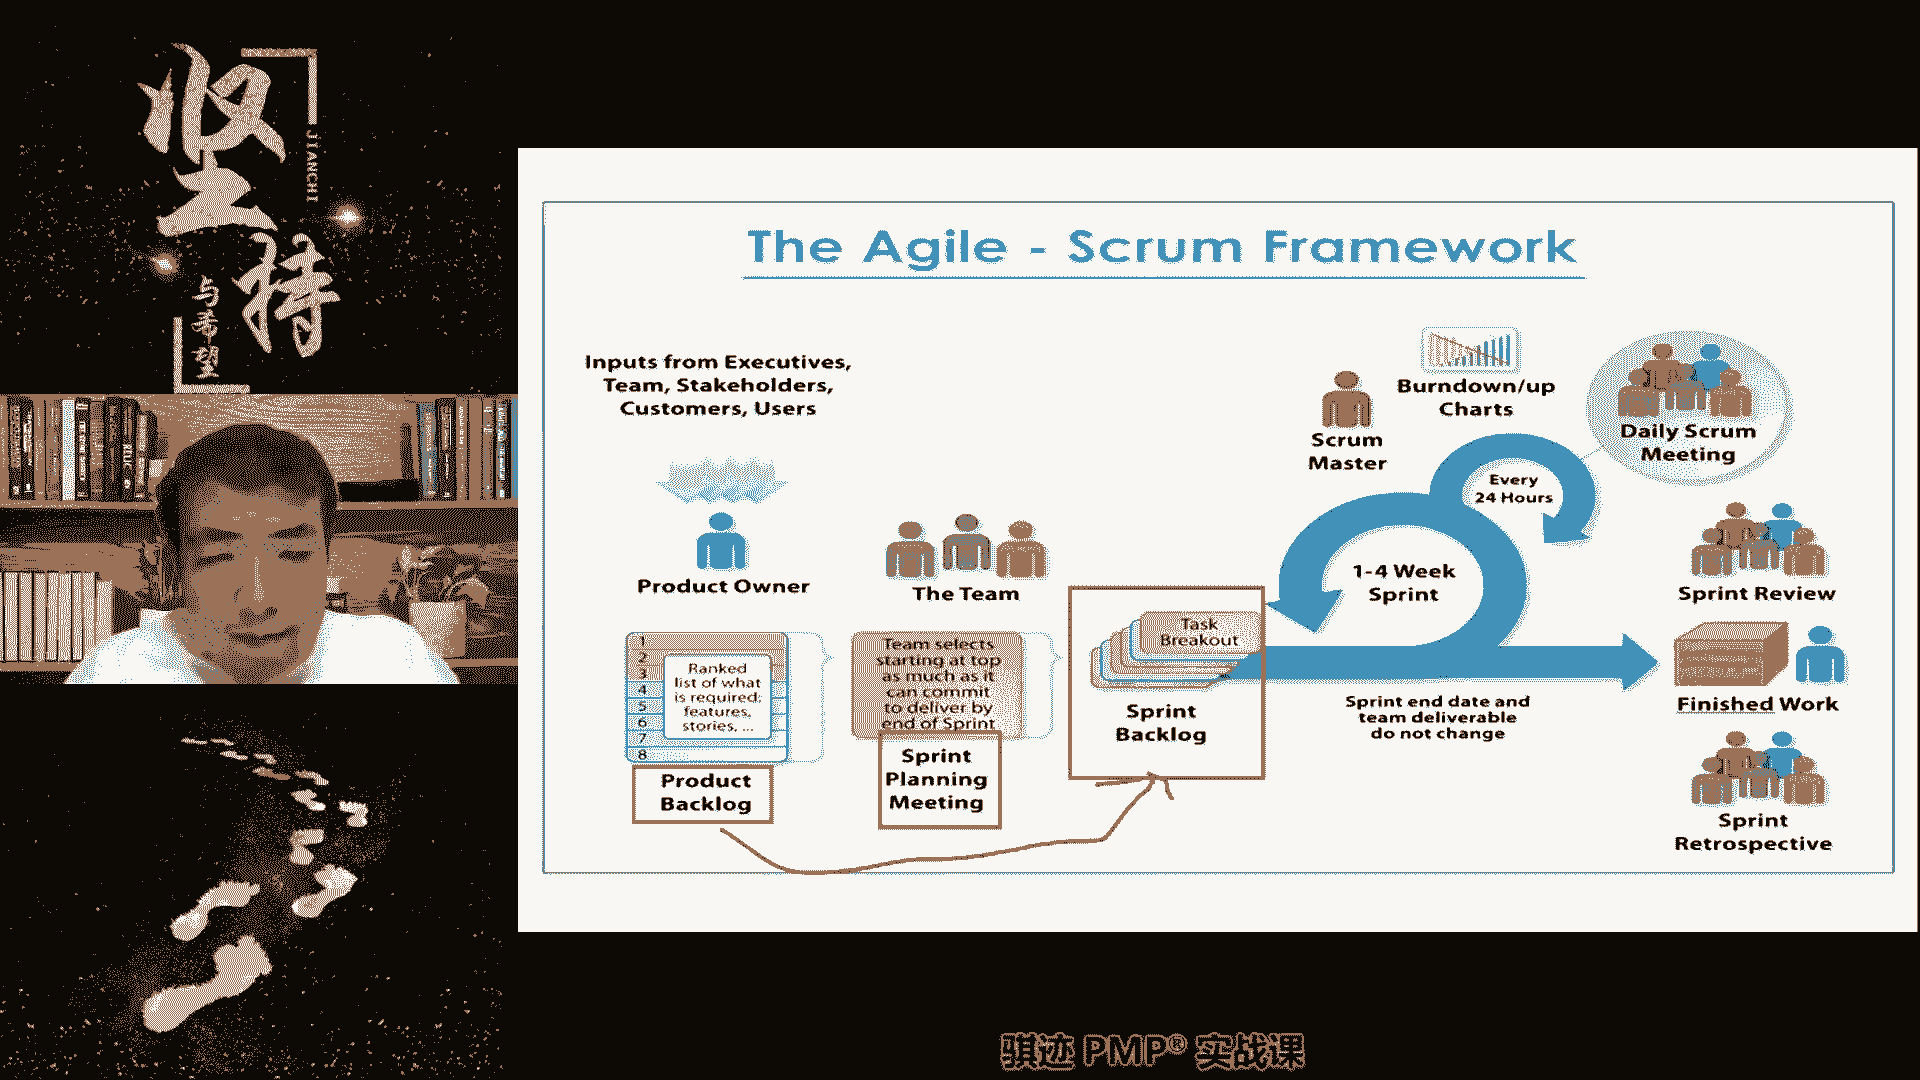 坚持
JIANCHI
与希望
The Agile - Scrum Framework
Inputs from Executives,
Team, Stakeholders,
Customers, Users
Product Owner
The Team
1
2
3
4
5
6
7
8
Ranked
list of what
is required:
features,
stories, ...
Product
Backlog
Team selects
starting at top
as much as it
can commit
to deliver by
end of Sprint
Sprint
Planning
Meeting
Task
Breakout
Sprint
Backlog
Scrum
Master
Burndown/up
Charts
Every
24 Hours
1-4 Week
Sprint
Sprint end date and
team deliverable
do not change
Daily Scrum
Meeting
Sprint Review
Finished Work
Sprint
Retrospective
骐迹 PMP® 实战课